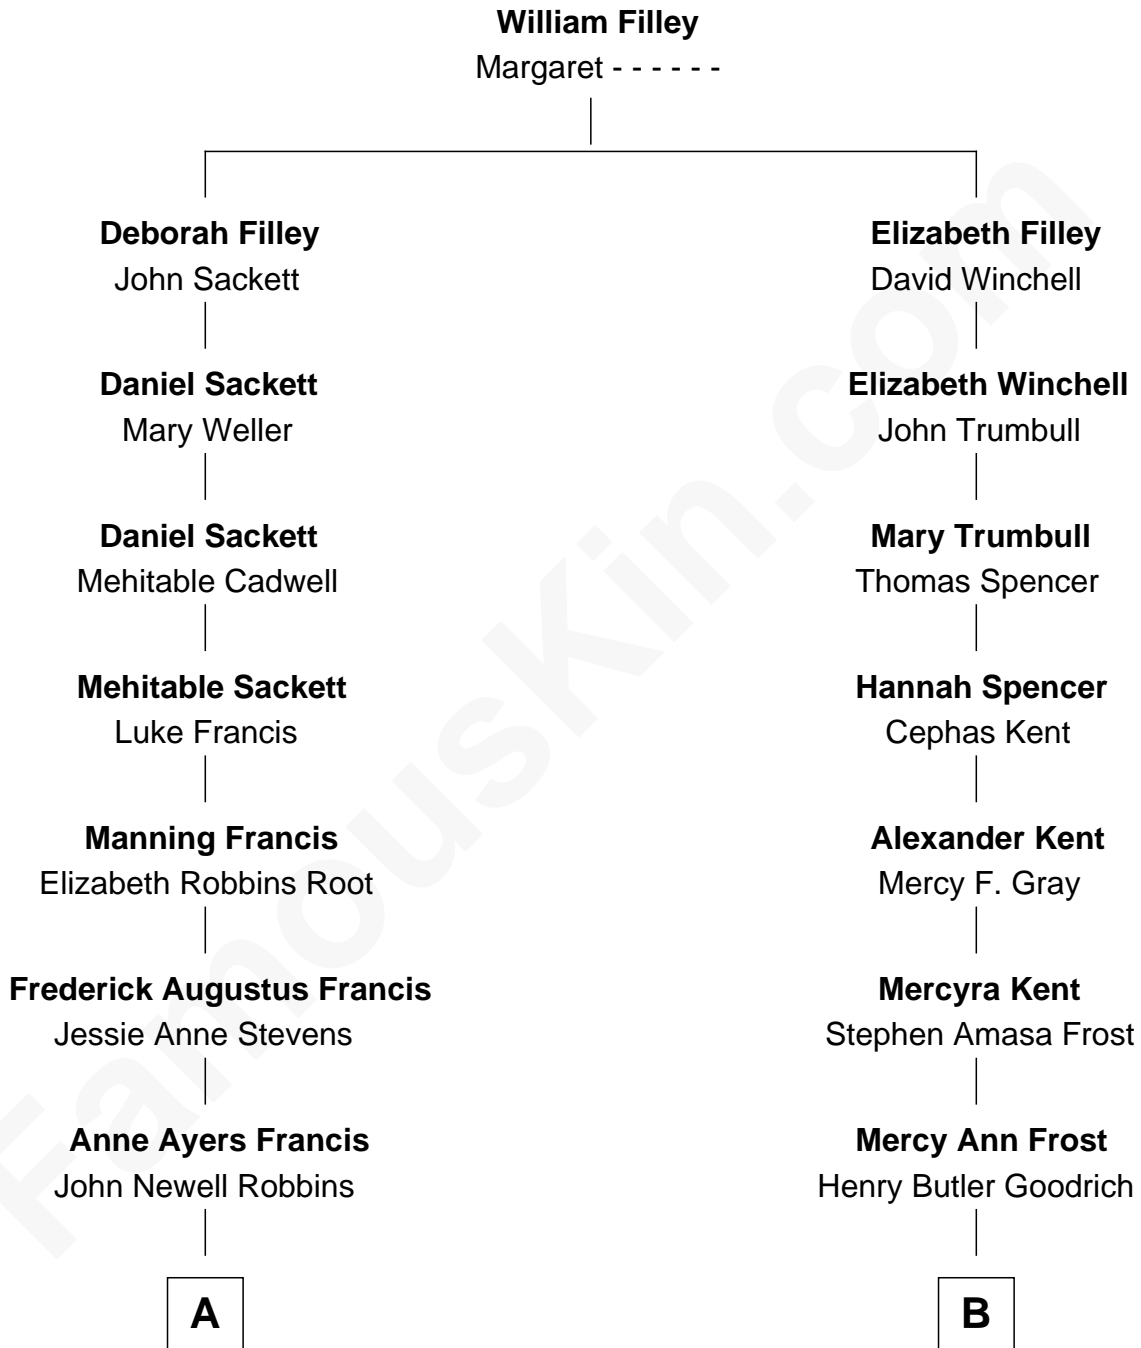 William Filley
Margaret - - - - - -
Deborah Filley
John Sackett
Elizabeth Filley
David Winchell
Daniel Sackett
Mary Weller
Elizabeth Winchell
John Trumbull
Daniel Sackett
Mehitable Cadwell
Mary Trumbull
Thomas Spencer
Mehitable Sackett
Luke Francis
Hannah Spencer
Cephas Kent
Manning Francis
Elizabeth Robbins Root
Alexander Kent
Mercy F. Gray
Frederick Augustus Francis
Jessie Anne Stevens
Mercyra Kent
Stephen Amasa Frost
Anne Ayers Francis
John Newell Robbins
Mercy Ann Frost
Henry Butler Goodrich
A
B
FamousKin.com